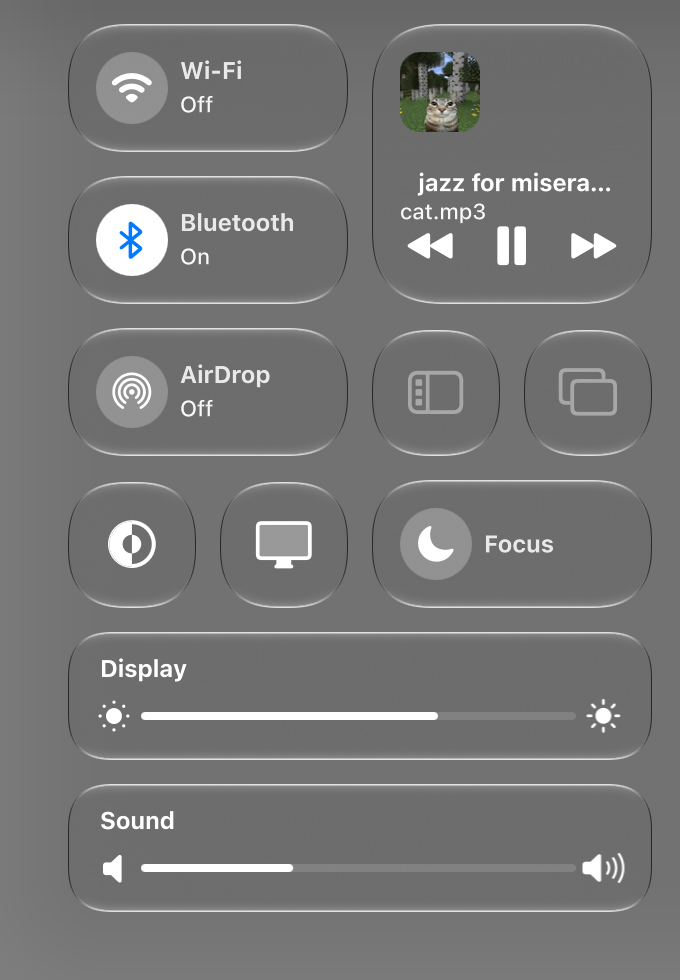 Wi-Fi
Off
jazz for misera...
cat.mp3
Bluetooth
On
AirDrop
Off
Focus
Display
Sound